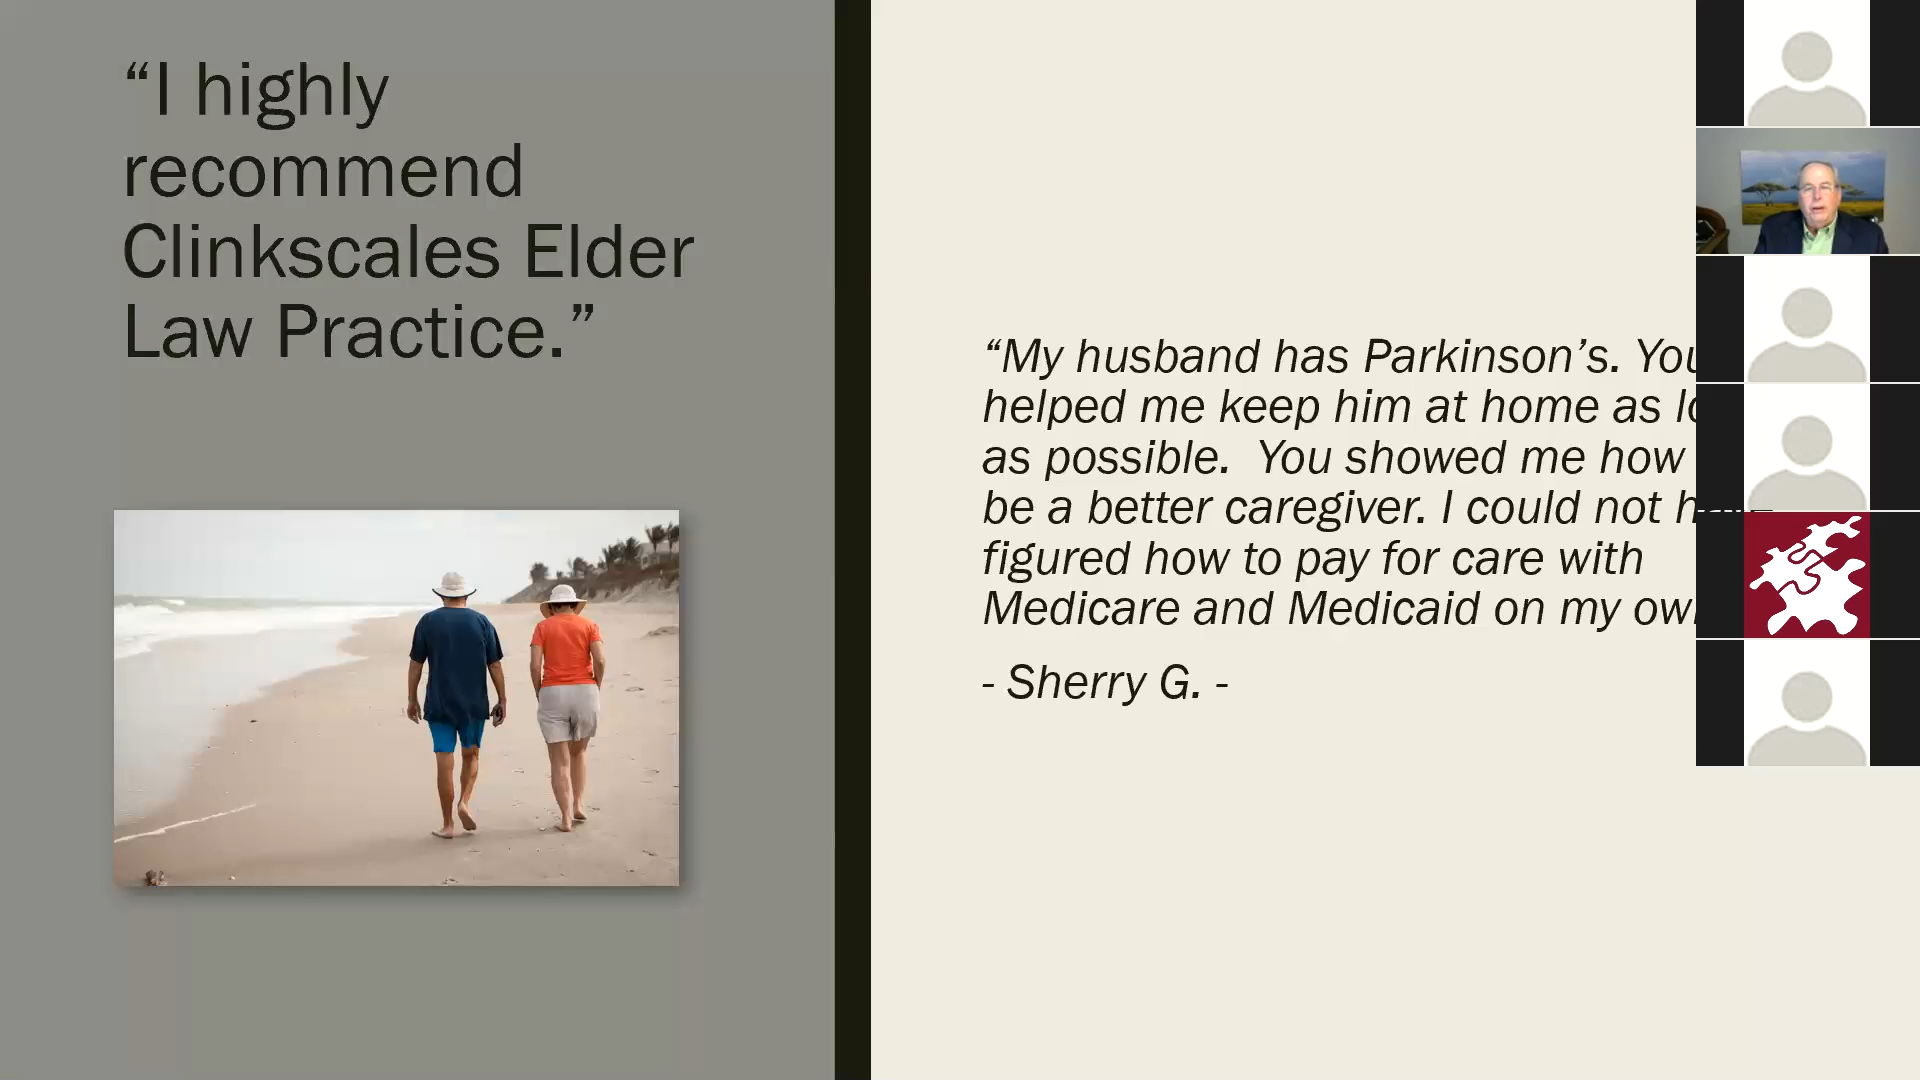 “I highly
recommend
Clinkscales Elder
Law Practice.”
“My husband has Parkinson’s. You
helped me keep him at home as
as possible.  You showed me how
be a better caregiver. I could not have
figured how to pay for care with
Medicare and Medicaid on my
- Sherry G. -